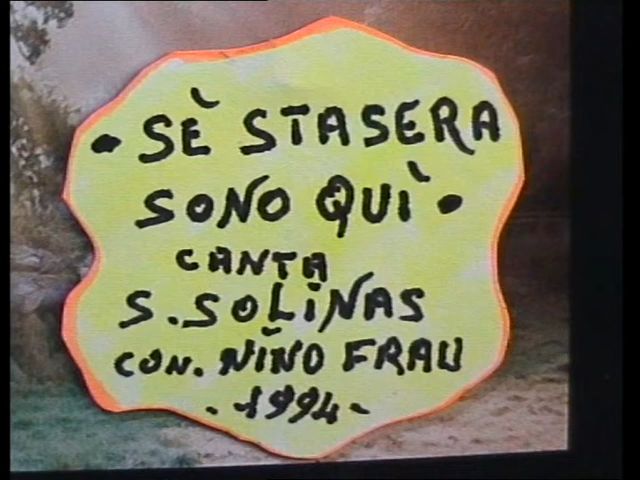 • SÈ STASERA
SONO QUÌ •
CANTA
S. SOLINAS
CON. NINO FRAU
- 1994 -